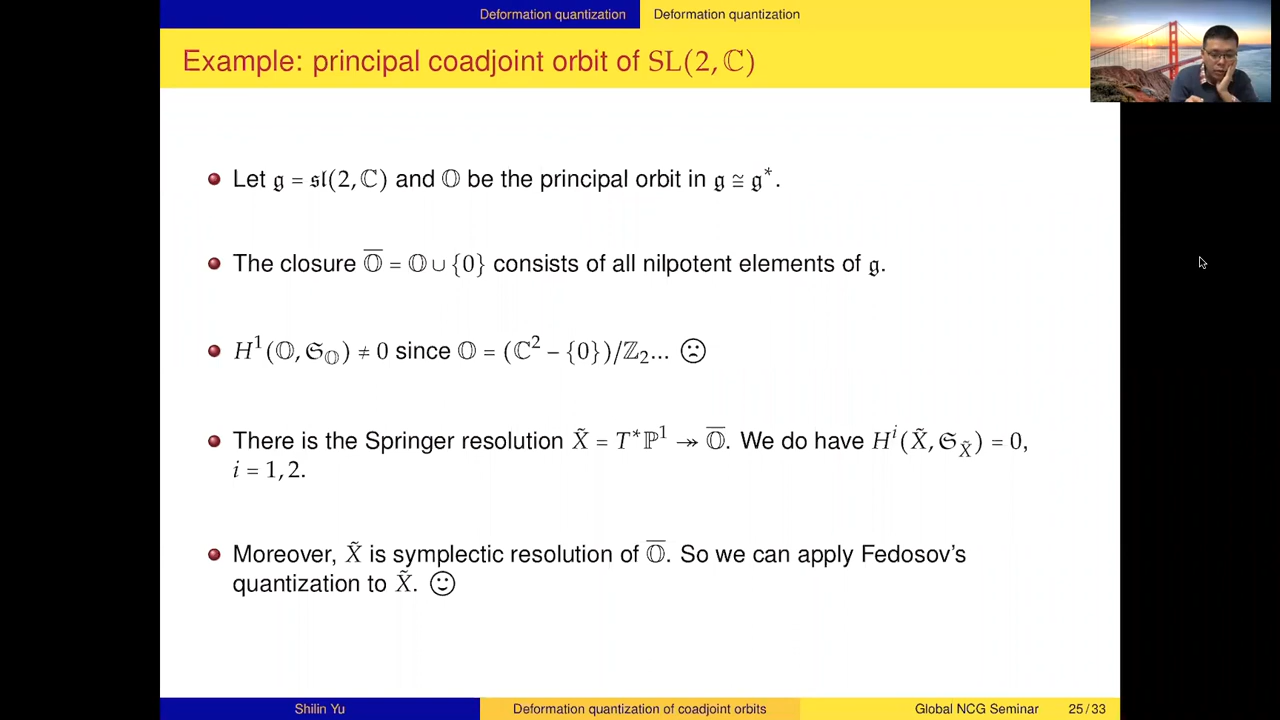 Deformation quantization Deformation quantization
Example: principal coadjoint orbit of SL(2, ℂ)
Let 𝔤 = 𝔰𝔩(2, ℂ) and 𝕆 be the principal orbit in 𝔤 ≅ 𝔤*.
The closure 𝕆̅ = 𝕆 ∪ {0} consists of all nilpotent elements of 𝔤.
H¹(𝕆, 𝔖_𝕆) ≠ 0 since 𝕆 = (ℂ² − {0})/ℤ₂... ☹
There is the Springer resolution X̃ = T*ℙ¹ ↠ 𝕆̅. We do have Hⁱ(X̃, 𝔖_X̃) = 0,
i = 1, 2.
Moreover, X̃ is symplectic resolution of 𝕆̅. So we can apply Fedosov's
quantization to X̃. ☺
Shilin Yu Deformation quantization of coadjoint orbits Global NCG Seminar 25 / 33